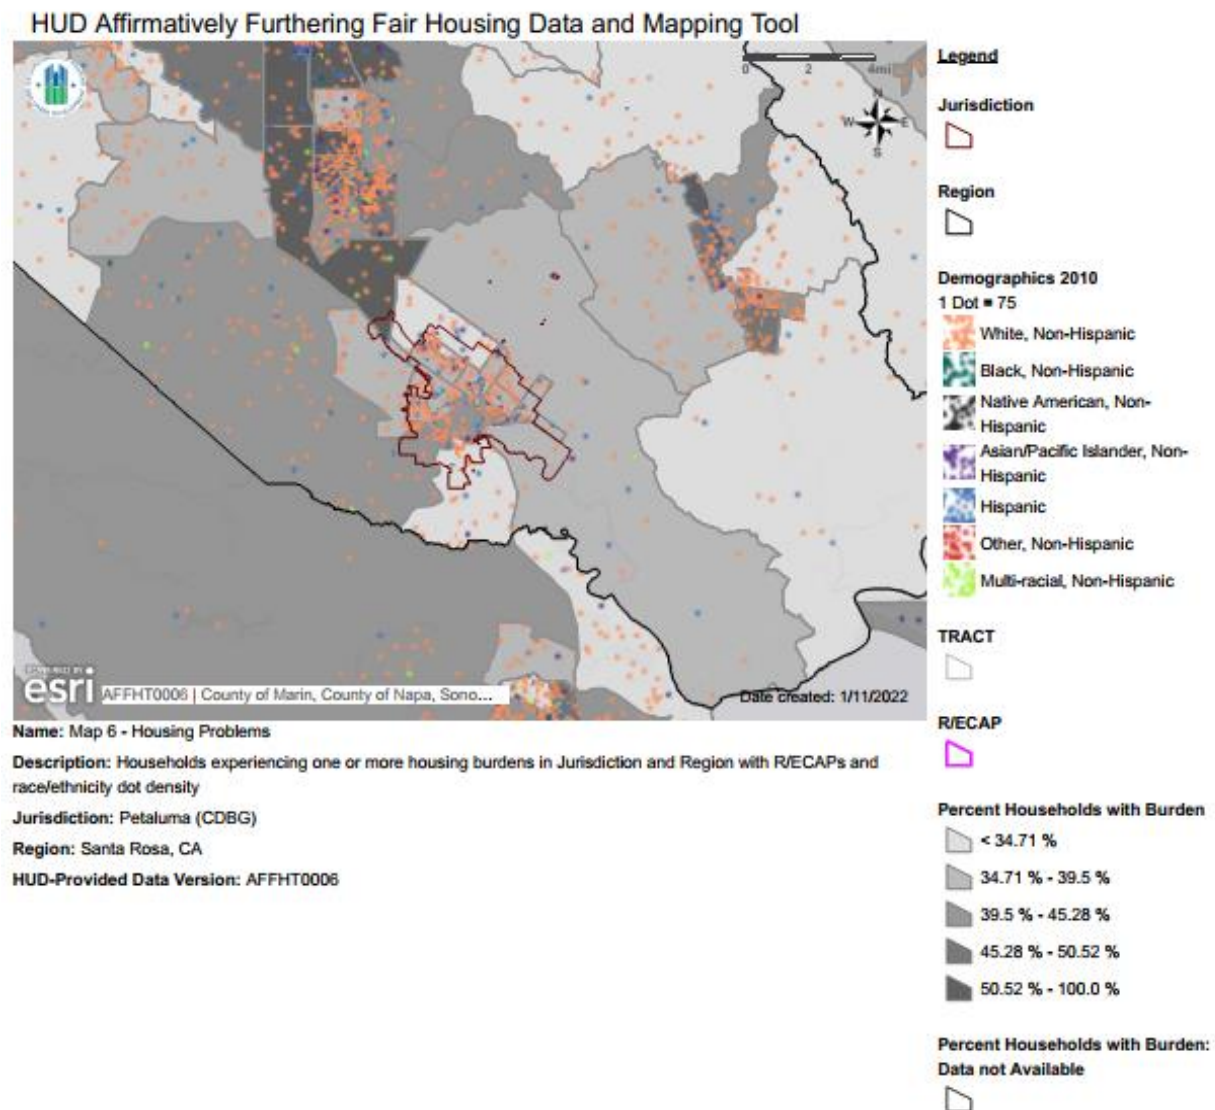 HUD Affirmatively Furthering Fair Housing Data and Mapping Tool
0 2 4mi
N
W E
S
POWERED BY
esri
AFFHT0006 | County of Marin, County of Napa, Sono...
Date created: 1/11/2022
Name: Map 6 - Housing Problems
Description: Households experiencing one or more housing burdens in Jurisdiction and Region with R/ECAPs and
race/ethnicity dot density
Jurisdiction: Petaluma (CDBG)
Region: Santa Rosa, CA
HUD-Provided Data Version: AFFHT0006
Legend
Jurisdiction
Region
Demographics 2010
1 Dot = 75
White, Non-Hispanic
Black, Non-Hispanic
Native American, Non-
Hispanic
Asian/Pacific Islander, Non-
Hispanic
Hispanic
Other, Non-Hispanic
Multi-racial, Non-Hispanic
TRACT
R/ECAP
Percent Households with Burden
< 34.71 %
34.71 % - 39.5 %
39.5 % - 45.28 %
45.28 % - 50.52 %
50.52 % - 100.0 %
Percent Households with Burden:
Data not Available